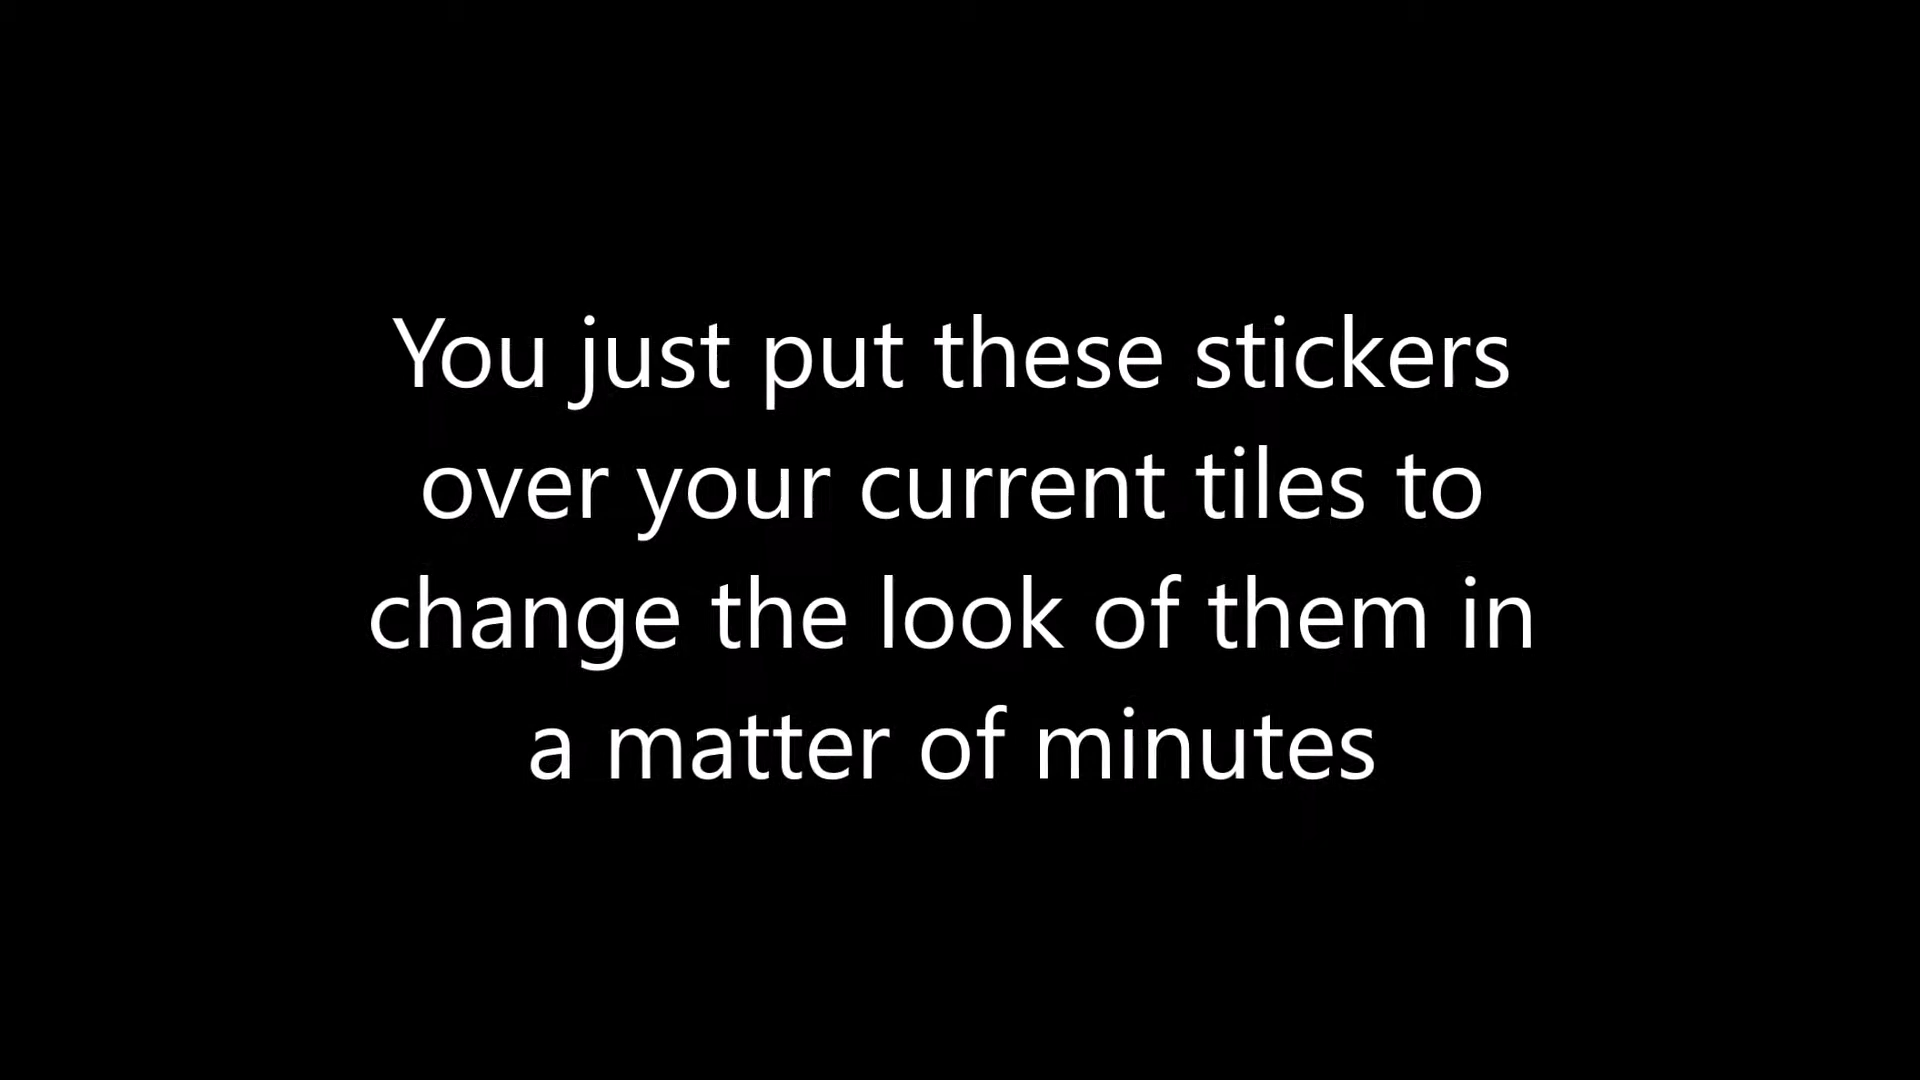 You just put these stickers
over your current tiles to
change the look of them in
a matter of minutes